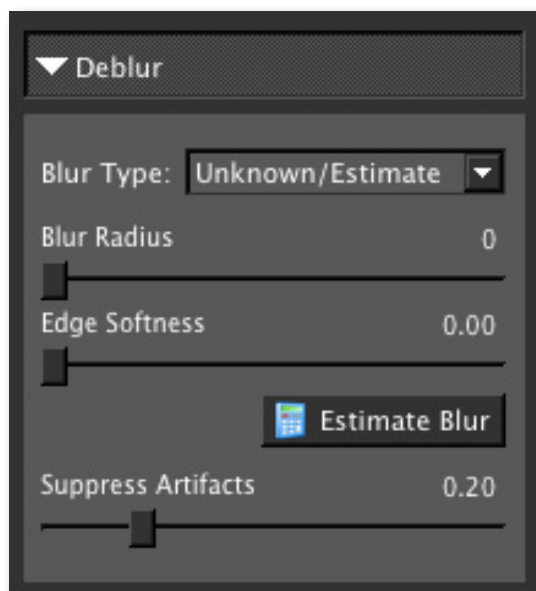 Deblur
Blur Type: Unknown/Estimate
Blur Radius 0
Edge Softness 0.00
Estimate Blur
Suppress Artifacts 0.20